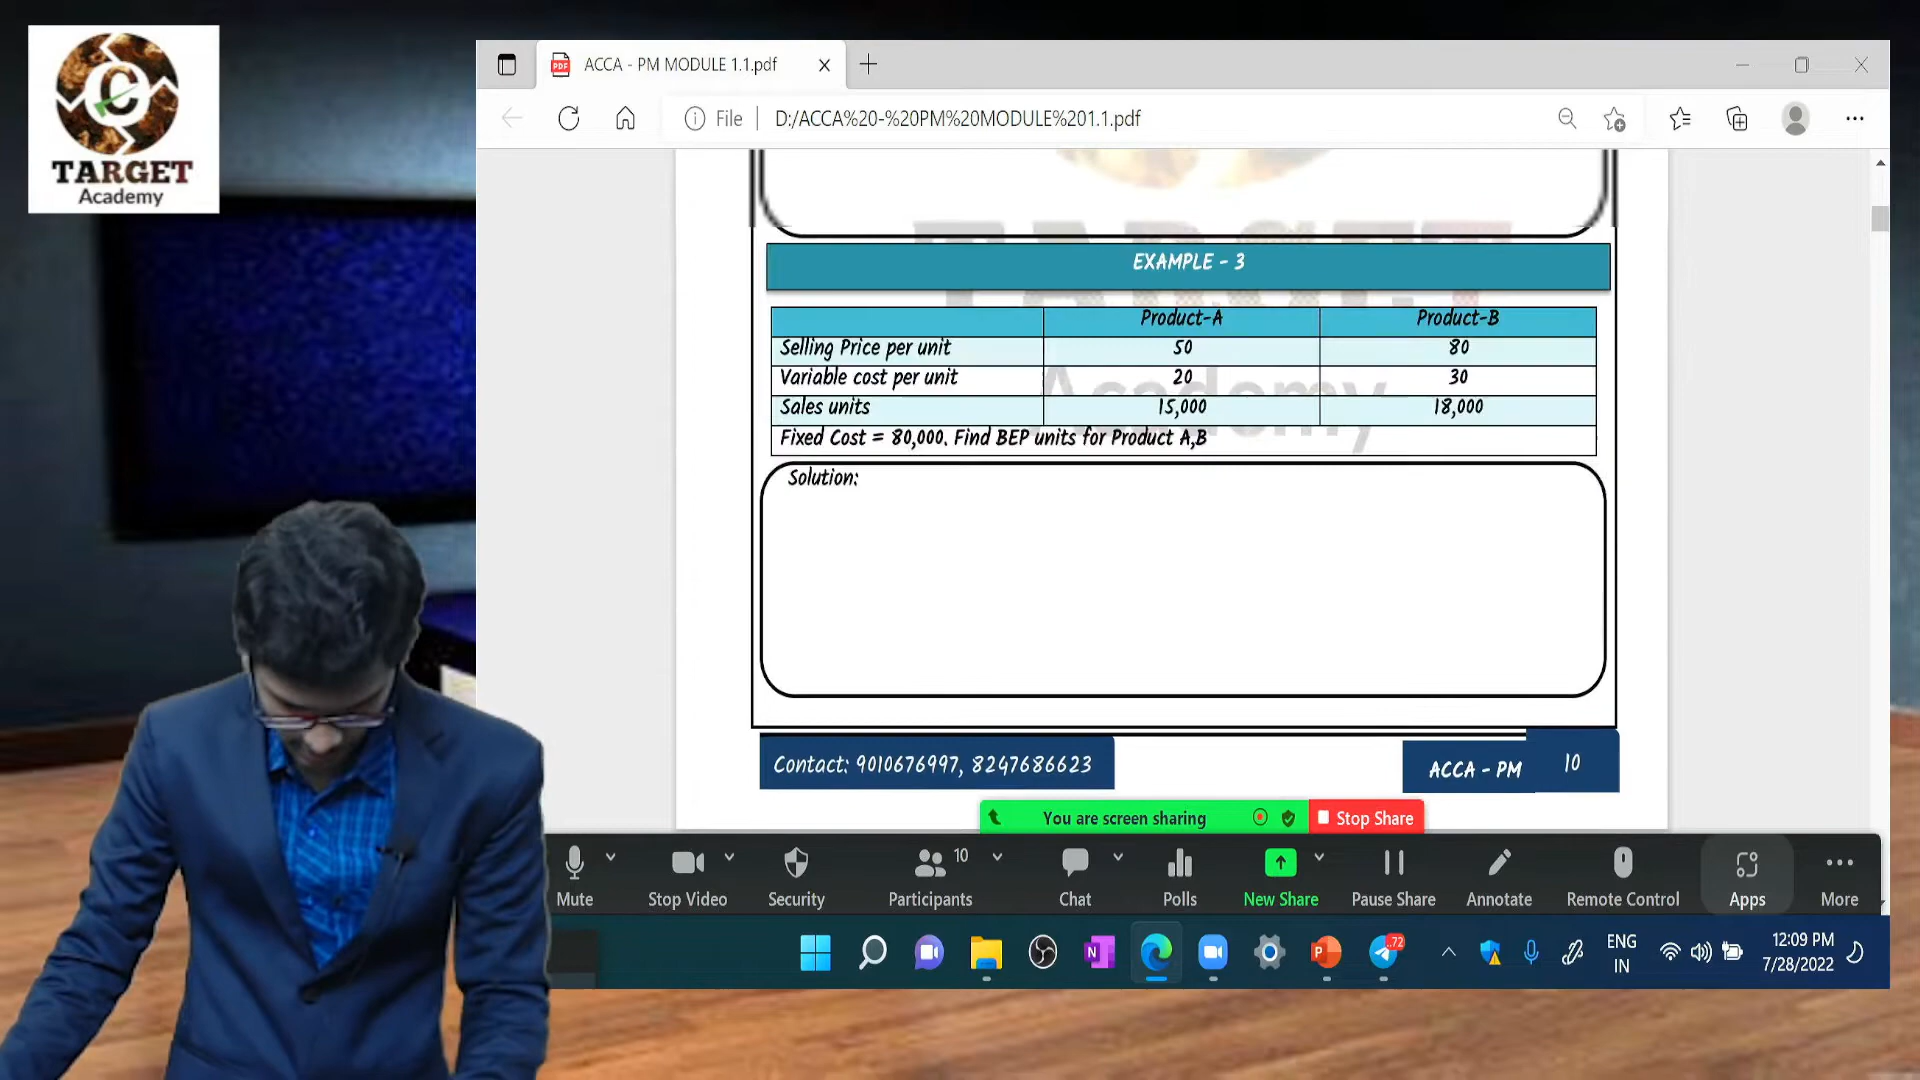 TARGET
Academy
ACCA - PM MODULE 1.1.pdf
File
D:/ACCA%20-%20PM%20MODULE%201.1.pdf
TARGET
Academy
EXAMPLE - 3
Product-A Product-B
Selling Price per unit 50 80
Variable cost per unit 20 30
Sales units 15,000 18,000
Fixed Cost = 80,000. Find BEP units for Product A,B
Solution:
Contact: 9010676997, 8247686623
ACCA - PM 10
You are screen sharing Stop Share
10
Mute Stop Video Security Participants Chat Polls New Share Pause Share Annotate Remote Control Apps More
72
ENG
IN
12:09 PM
7/28/2022